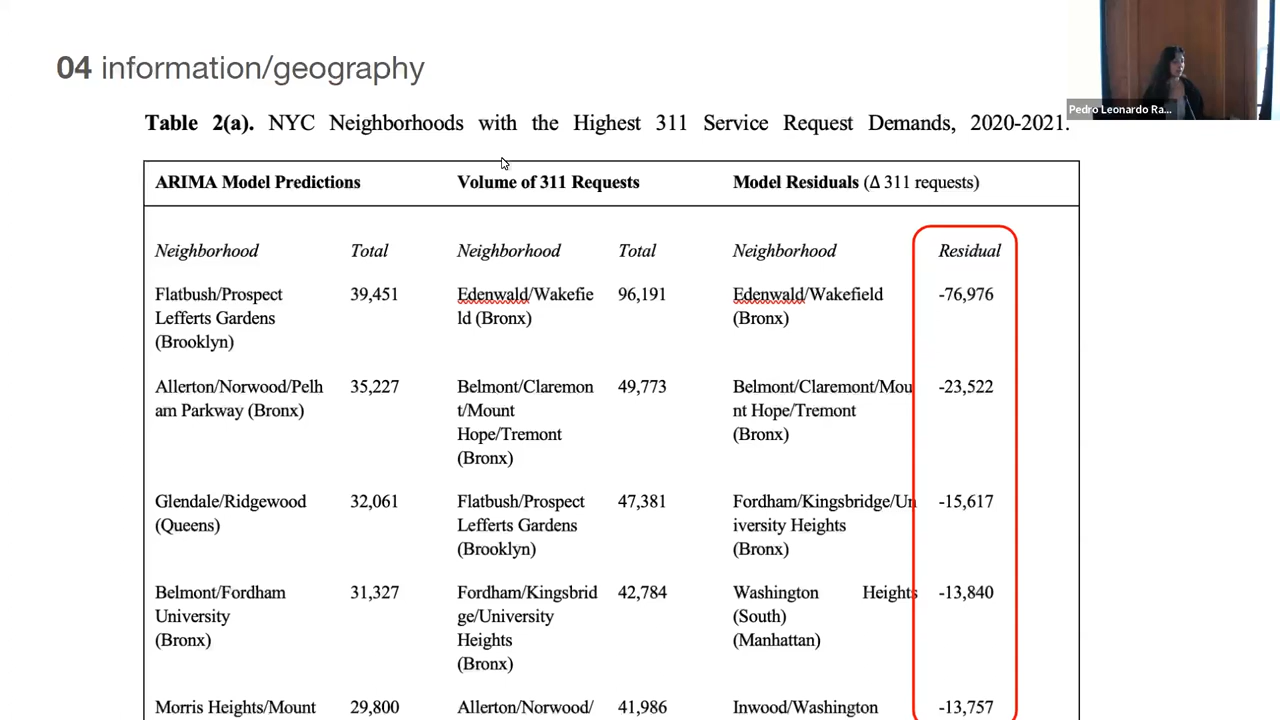 04 information/geography
Pedro Leonardo Ra...
Table 2(a). NYC Neighborhoods with the Highest 311 Service Request Demands, 2020-2021.
ARIMA Model Predictions Volume of 311 Requests Model Residuals (Δ 311 requests)
Neighborhood Total Neighborhood Total Neighborhood Residual
Flatbush/Prospect 39,451 Edenwald/Wakefie 96,191 Edenwald/Wakefield -76,976
Lefferts Gardens ld (Bronx) (Bronx)
(Brooklyn)
Allerton/Norwood/Pelh 35,227 Belmont/Claremon 49,773 Belmont/Claremont/Mou -23,522
am Parkway (Bronx) t/Mount nt Hope/Tremont
Hope/Tremont (Bronx)
(Bronx)
Glendale/Ridgewood 32,061 Flatbush/Prospect 47,381 Fordham/Kingsbridge/Un -15,617
(Queens) Lefferts Gardens iversity Heights
(Brooklyn) (Bronx)
Belmont/Fordham 31,327 Fordham/Kingsbrid 42,784 Washington Heights -13,840
University ge/University (South)
(Bronx) Heights (Manhattan)
(Bronx)
Morris Heights/Mount 29,800 Allerton/Norwood/ 41,986 Inwood/Washington -13,757